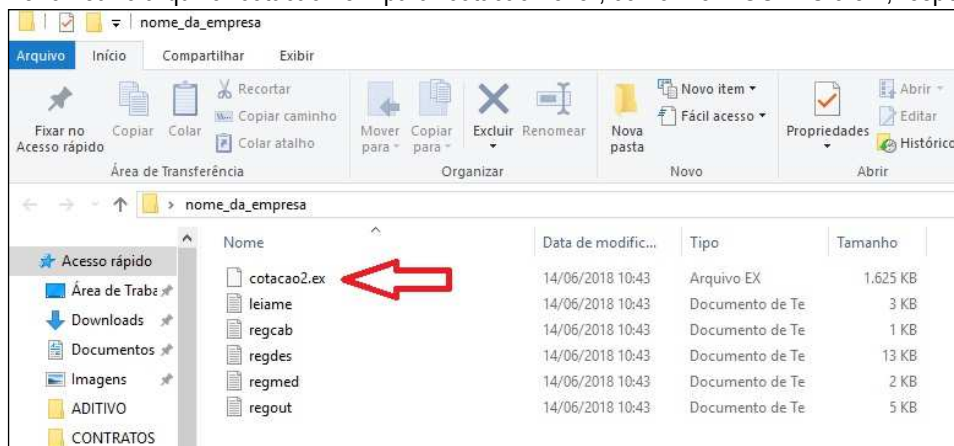 nome_da_empresa
Arquivo Início Compartilhar Exibir
Fixar no Acesso rápido
Copiar
Colar
Recortar
Copiar caminho
Colar atalho
Área de Transferência
Mover para
Copiar para
Excluir
Renomear
Organizar
Nova pasta
Novo item
Fácil acesso
Novo
Propriedades
Abrir
Editar
Histórico
Abrir
nome_da_empresa
Nome Data de modific... Tipo Tamanho
Acesso rápido
Área de Traba
Downloads
Documentos
Imagens
ADITIVO
CONTRATOS
cotacao2.ex 14/06/2018 10:43 Arquivo EX 1.625 KB
leiame 14/06/2018 10:43 Documento de Te 3 KB
regcab 14/06/2018 10:43 Documento de Te 1 KB
regdes 14/06/2018 10:43 Documento de Te 13 KB
regmed 14/06/2018 10:43 Documento de Te 2 KB
regout 14/06/2018 10:43 Documento de Te 5 KB